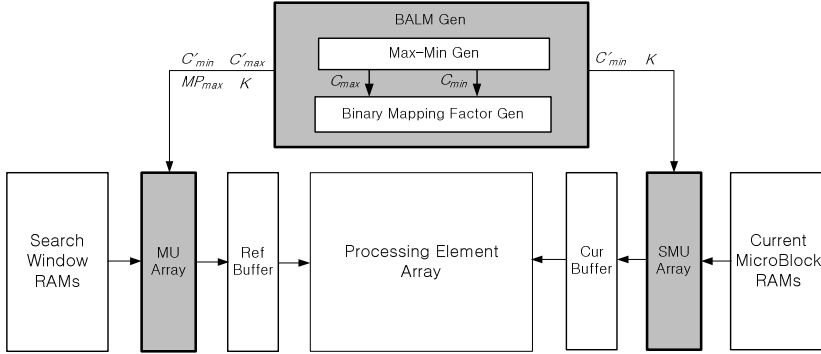 BALM Gen
Max-Min Gen
C'min C'max
MPmax K
Cmax Cmin
C'min K
Binary Mapping Factor Gen
Search
Window
RAMs
MU
Array
Ref
Buffer
Processing Element
Array
Cur
Buffer
SMU
Array
Current
MicroBlock
RAMs